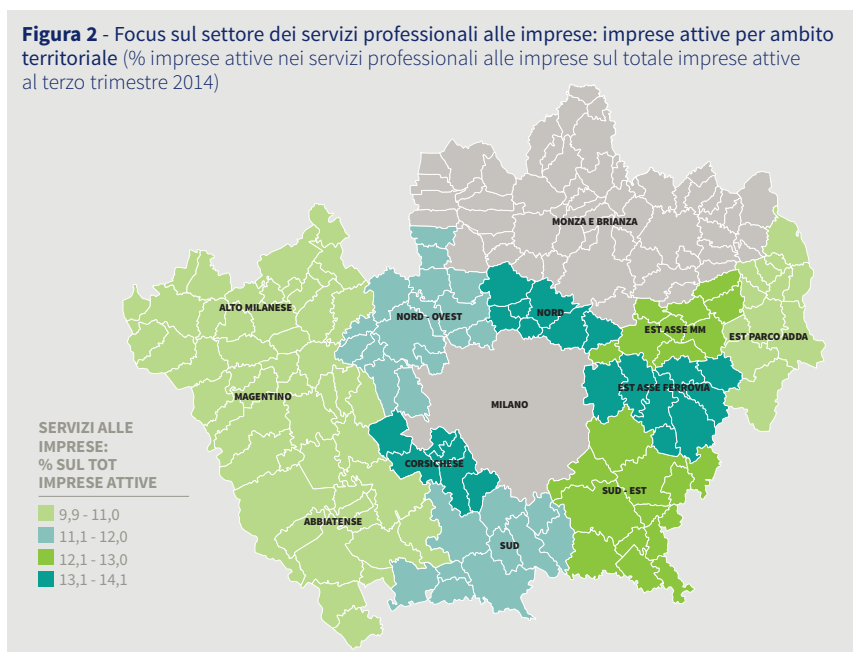 Figura 2 - Focus sul settore dei servizi professionali alle imprese: imprese attive per ambito
territoriale (% imprese attive nei servizi professionali alle imprese sul totale imprese attive
al terzo trimestre 2014)
MONZA E BRIANZA
ALTO MILANESE
NORD - OVEST
NORD
EST ASSE MM
EST PARCO ADDA
MAGENTINO
EST ASSE FERROVIA
MILANO
CORSICHESE
SUD - EST
ABBIATENSE
SUD
SERVIZI ALLE
IMPRESE:
% SUL TOT
IMPRESE ATTIVE
9,9 - 11,0
11,1 - 12,0
12,1 - 13,0
13,1 - 14,1